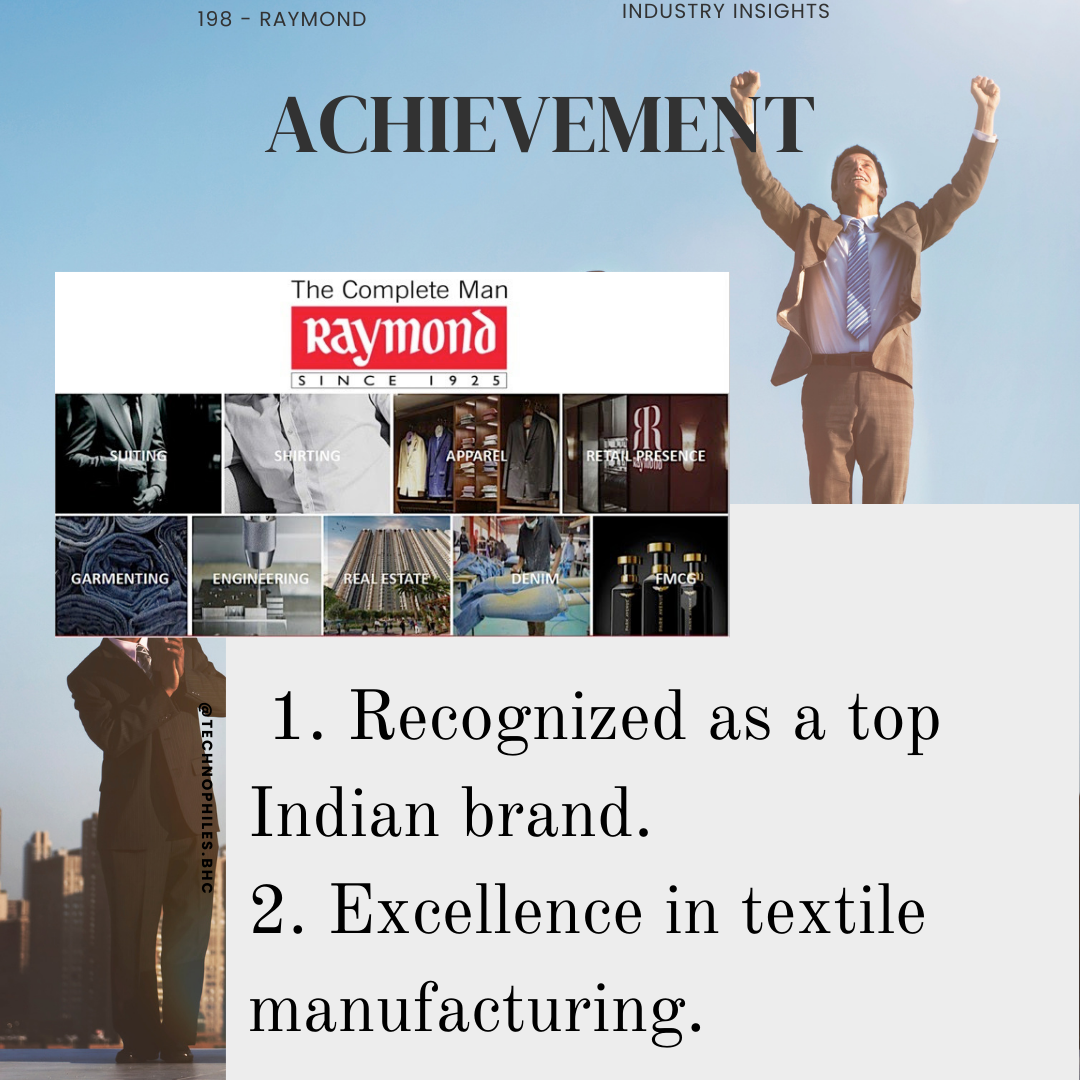 198 - RAYMOND
INDUSTRY INSIGHTS
ACHIEVEMENT
The Complete Man
Raymond
SINCE 1925
SUITING
SHIRTING
APPAREL
RETAIL PRESENCE
GARMENTING
ENGINEERING
REAL ESTATE
DENIM
FMCG
@TECHNOPHILES.BHC
1. Recognized as a top
Indian brand.
2. Excellence in textile
manufacturing.